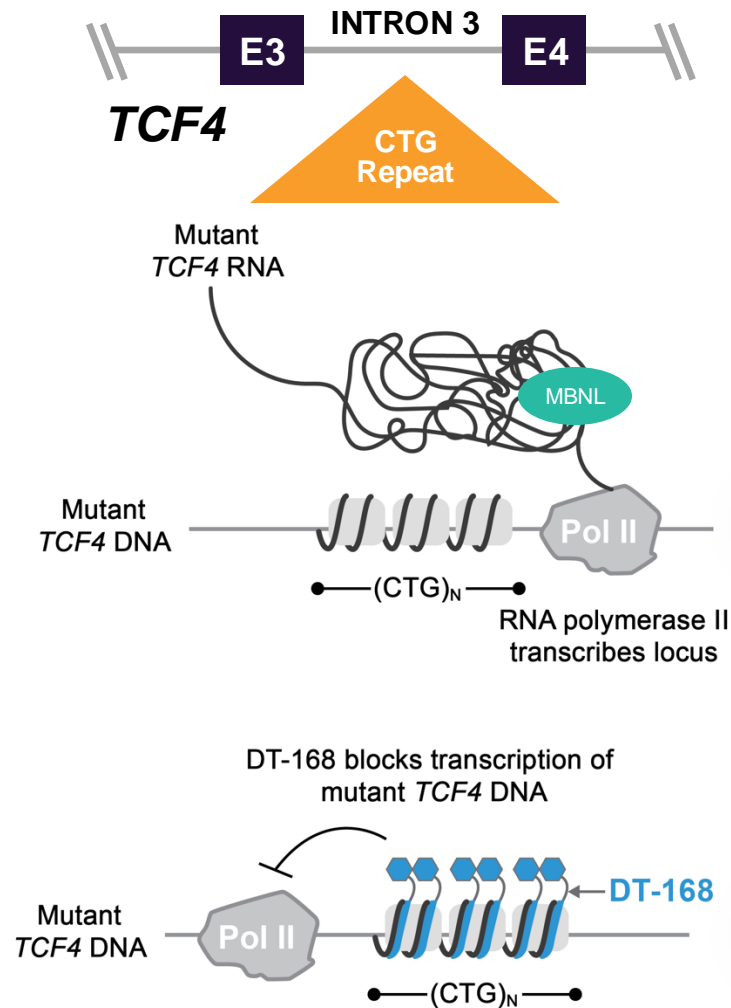 INTRON 3
E3
E4
TCF4
CTG
Repeat
Mutant
TCF4 RNA
MBNL
Mutant
TCF4 DNA
Pol II
(CTG)N
RNA polymerase II
transcribes locus
DT-168 blocks transcription of
mutant TCF4 DNA
DT-168
Mutant
TCF4 DNA
Pol II
(CTG)N